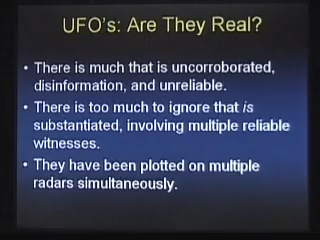 UFO's: Are They Real?
• There is much that is uncorroborated,
disinformation, and unreliable.
• There is too much to ignore that is
substantiated, involving multiple reliable
witnesses.
• They have been plotted on multiple
radars simultaneously.